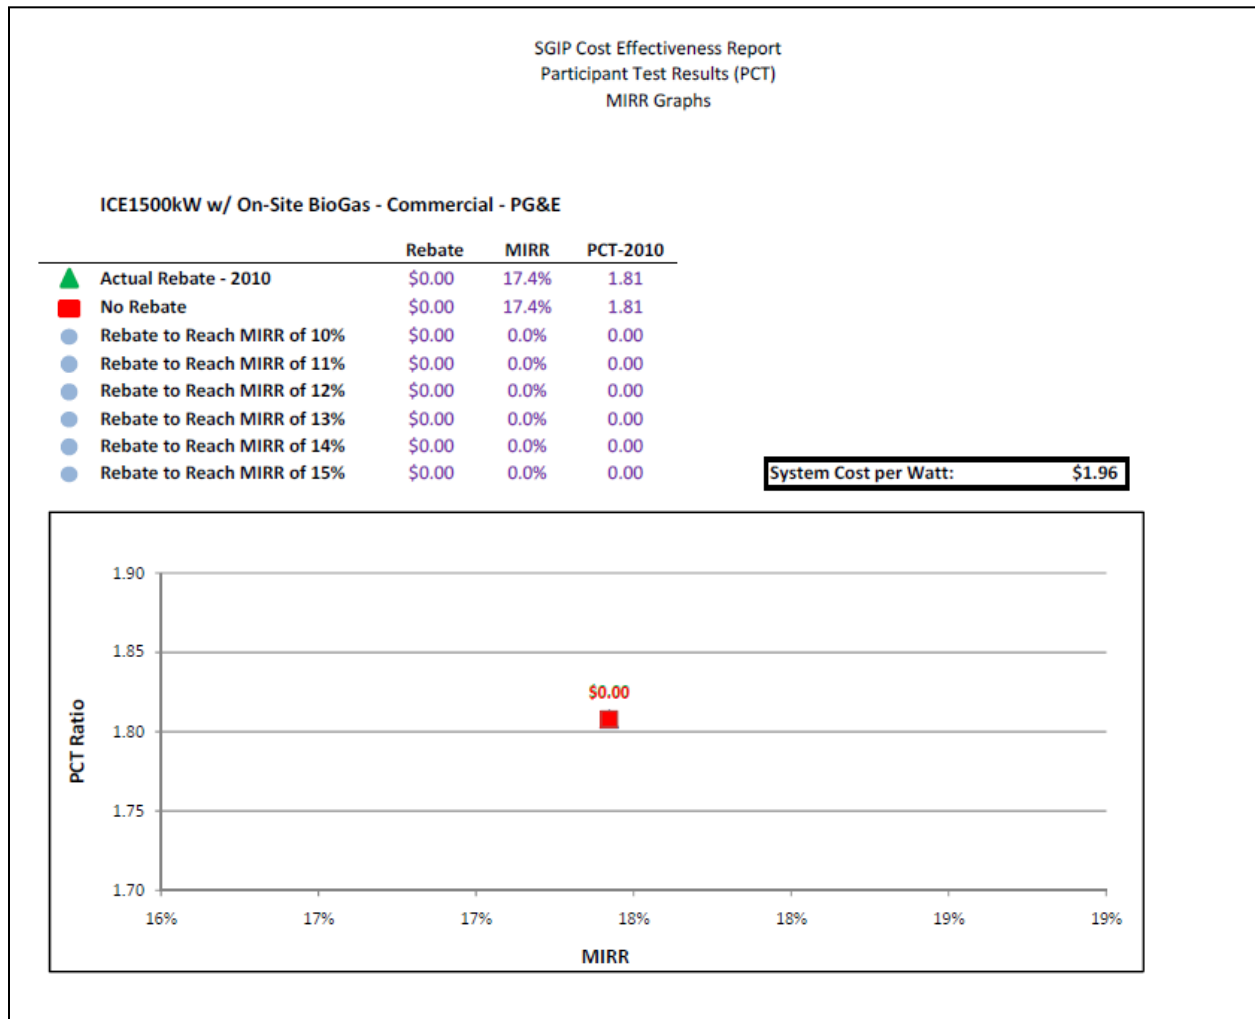 SGIP Cost Effectiveness Report
Participant Test Results (PCT)
MIRR Graphs
ICE1500kW w/ On-Site BioGas - Commercial - PG&E
Rebate MIRR PCT-2010
Actual Rebate - 2010 $0.00 17.4% 1.81
No Rebate $0.00 17.4% 1.81
Rebate to Reach MIRR of 10% $0.00 0.0% 0.00
Rebate to Reach MIRR of 11% $0.00 0.0% 0.00
Rebate to Reach MIRR of 12% $0.00 0.0% 0.00
Rebate to Reach MIRR of 13% $0.00 0.0% 0.00
Rebate to Reach MIRR of 14% $0.00 0.0% 0.00
Rebate to Reach MIRR of 15% $0.00 0.0% 0.00
System Cost per Watt: $1.96
1.90
1.85
$0.00
1.80
PCT Ratio
1.75
1.70
16% 17% 17% 18% 18% 19% 19%
MIRR